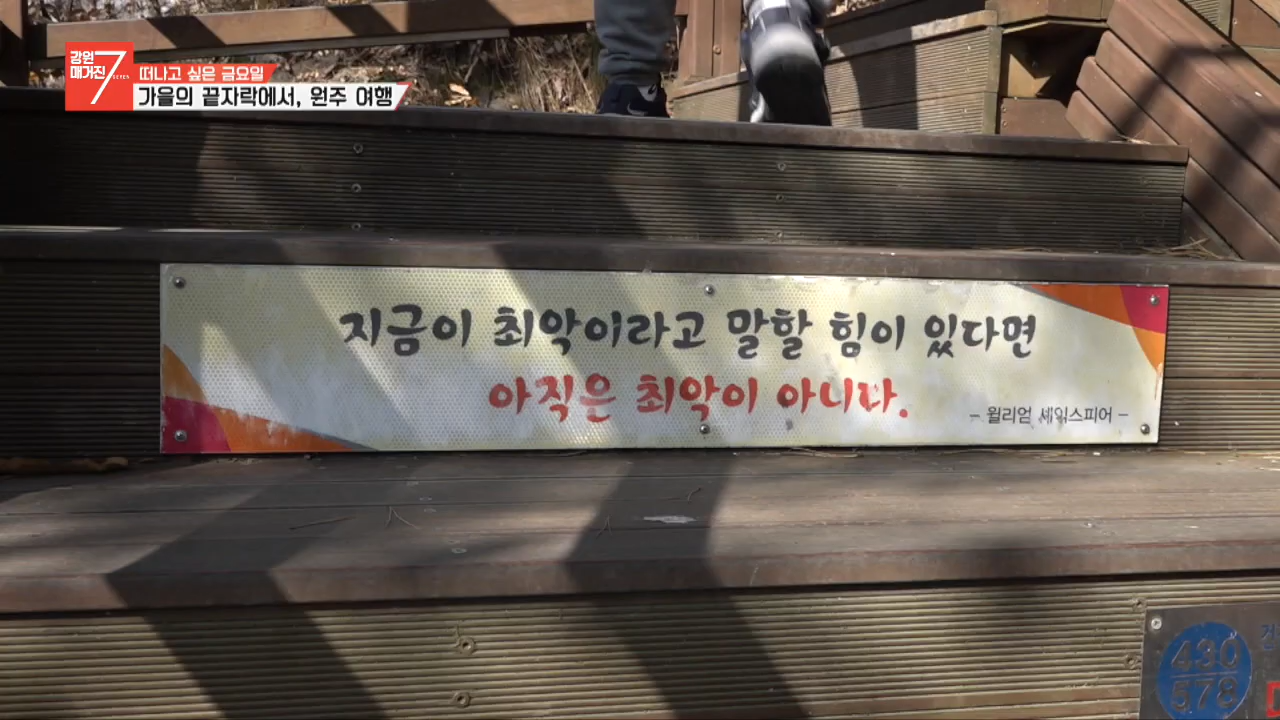 강원
매거진 7
SEVEN
떠나고 싶은 금요일
가을의 끝자락에서, 원주 여행
지금이 최악이라고 말할 힘이 있다면
아직은 최악이 아니다.
- 윌리엄 셰익스피어 -
430
578